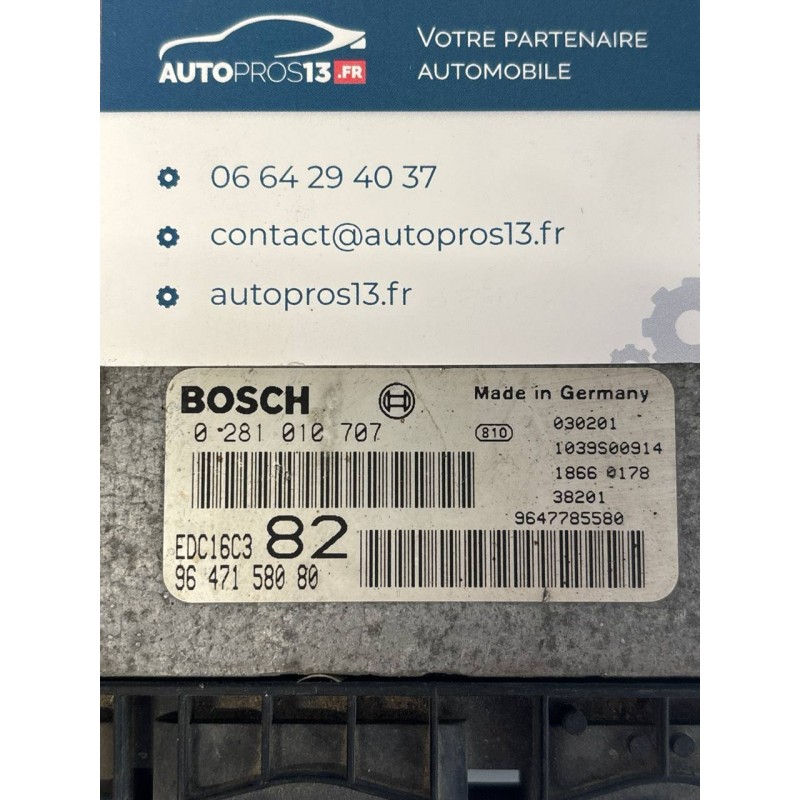 AUTOPROS13.FR
VOTRE PARTENAIRE
AUTOMOBILE
06 64 29 40 37
contact@autopros13.fr
autopros13.fr
BOSCH
Made in Germany
0 281 010 707
810
030201
1039S00914
1866 0178
38201
9647785580
EDC16C3 82
96 471 580 80